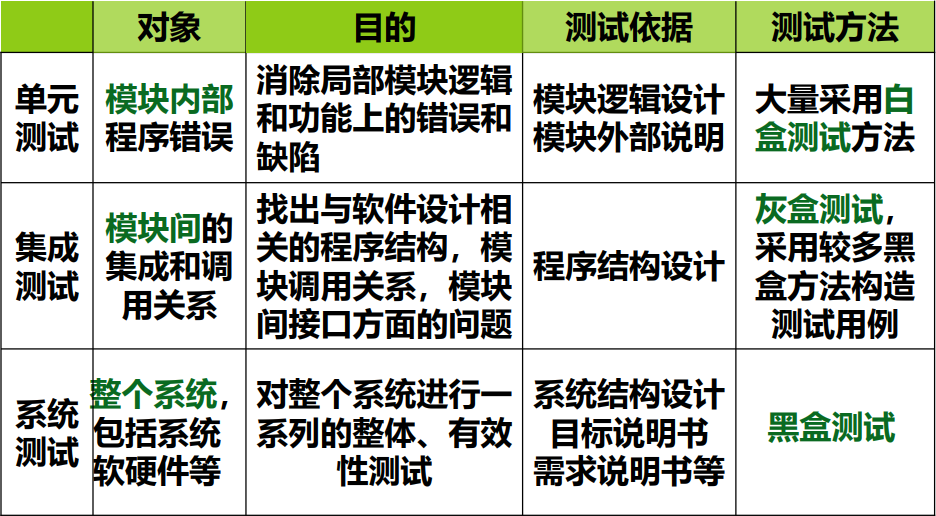 对象
目的
测试依据
测试方法
单元
测试
模块内部
程序错误
消除局部模块逻辑
和功能上的错误和
缺陷
模块逻辑设计
模块外部说明
大量采用白
盒测试方法
集成
测试
模块间的
集成和调
用关系
找出与软件设计相
关的程序结构，模
块调用关系，模块
间接口方面的问题
程序结构设计
灰盒测试，
采用较多黑
盒方法构造
测试用例
系统
测试
整个系统，
包括系统
软硬件等
对整个系统进行一
系列的整体、有效
性测试
系统结构设计
目标说明书
需求说明书等
黑盒测试